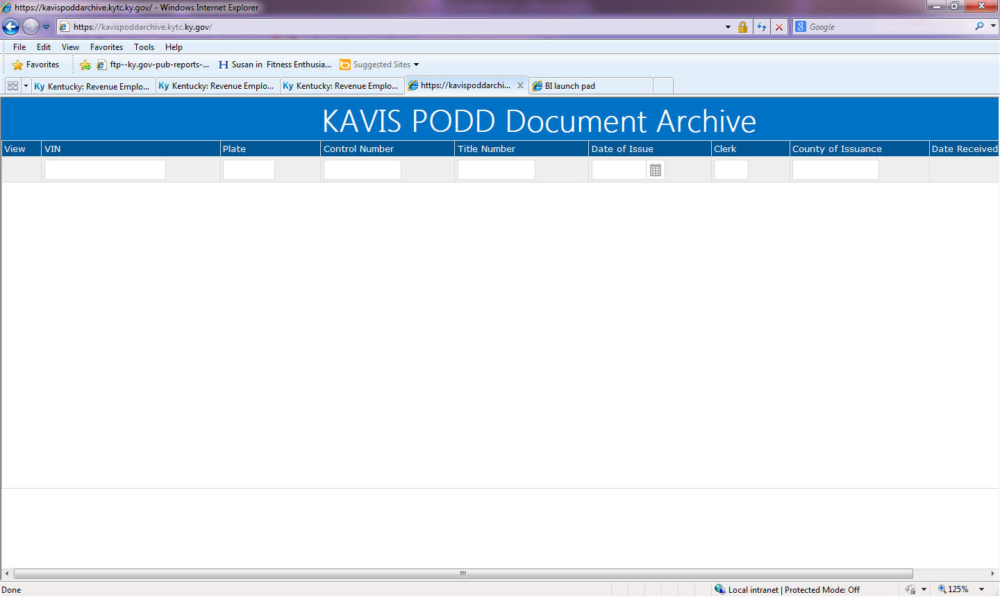 https://kavispoddarchive.kytc.ky.gov/ - Windows Internet Explorer
https://kavispoddarchive.kytc.ky.gov/
Google
File Edit View Favorites Tools Help
Favorites ftp--ky.gov-pub-reports-... Susan in Fitness Enthusia... Suggested Sites
Ky Kentucky: Revenue Emplo... Ky Kentucky: Revenue Emplo... Ky Kentucky: Revenue Emplo... https://kavispoddarchi... BI launch pad
KAVIS PODD Document Archive
View VIN Plate Control Number Title Number Date of Issue Clerk County of Issuance Date Received
Done Local intranet | Protected Mode: Off 125%